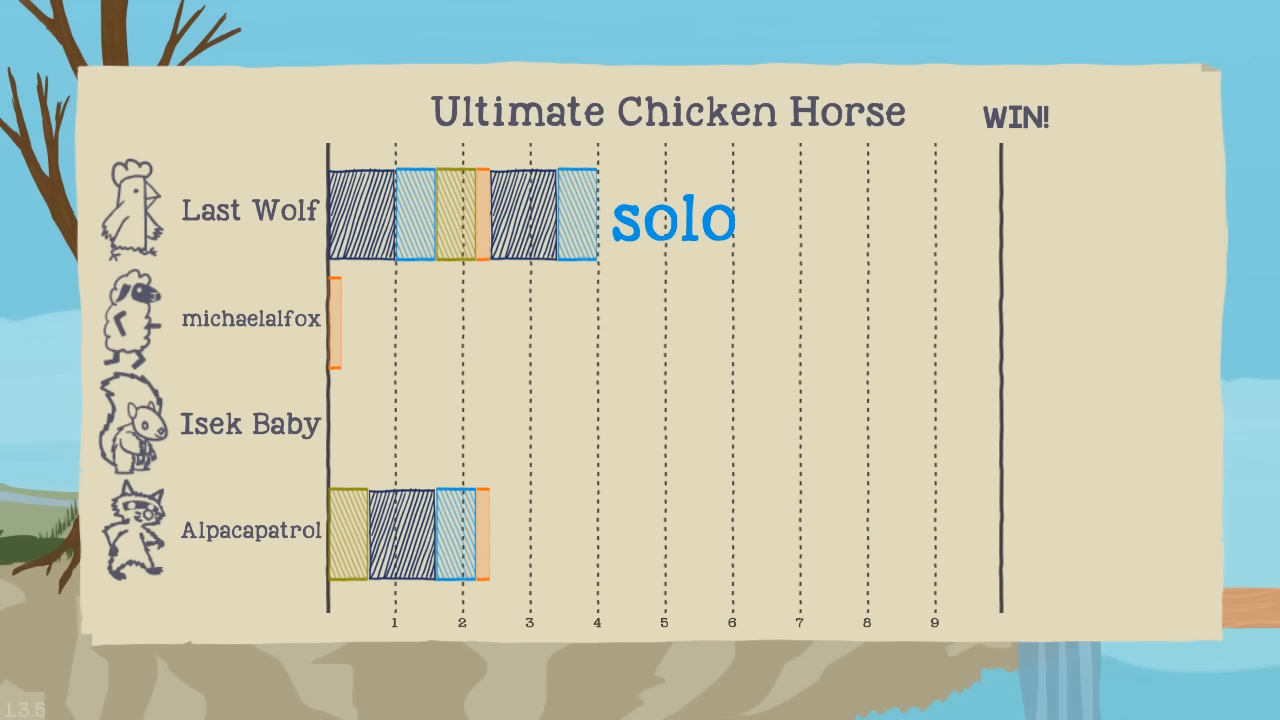 Ultimate Chicken Horse
WIN!
Last Wolf
solo
michaelalfox
Isek Baby
Alpacapatrol
1 2 3 4 5 6 7 8 9
1.3.5